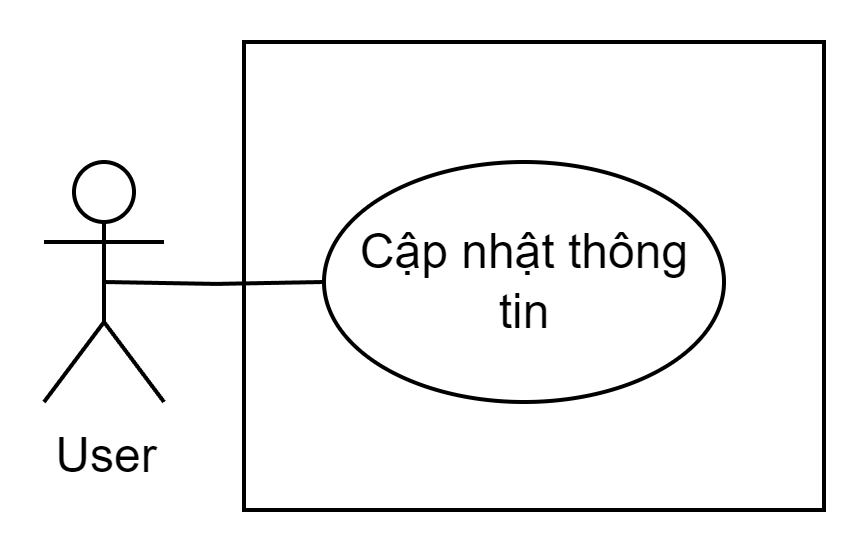 Cập nhật thông
tin
User